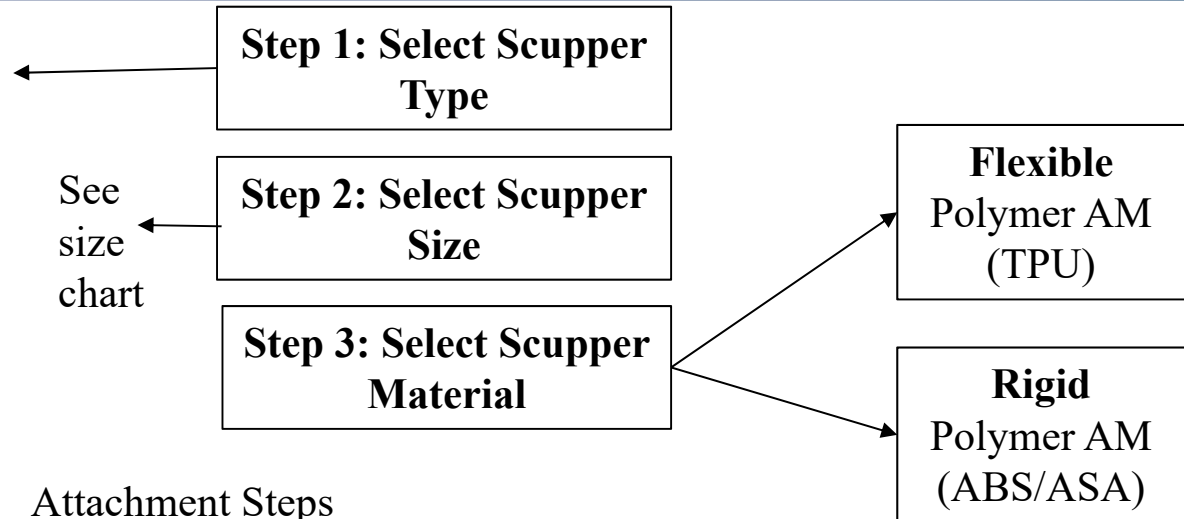 Step 1: Select Scupper
Type
See
size
chart
Step 2: Select Scupper
Size
Step 3: Select Scupper
Material
Flexible
Polymer AM
(TPU)
Rigid
Polymer AM
(ABS/ASA)
Attachment Steps